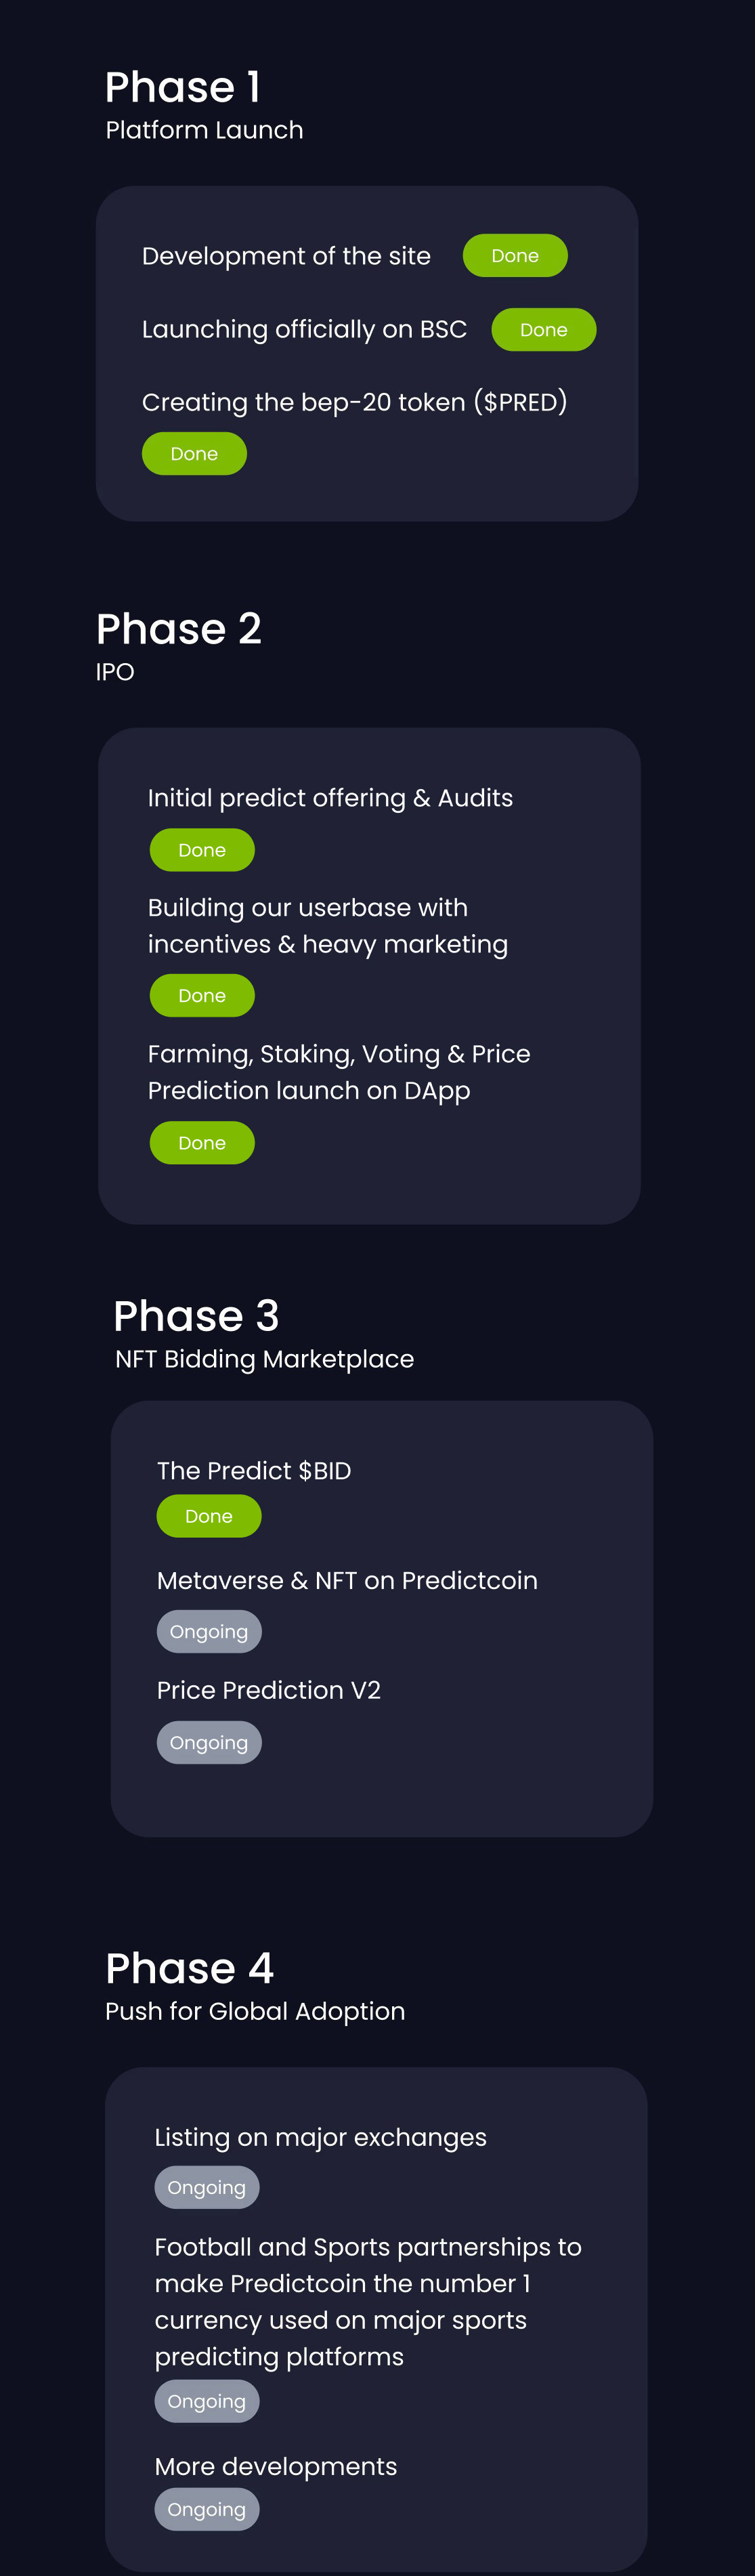 Phase 1
Platform Launch
Development of the site Done
Launching officially on BSC Done
Creating the bep-20 token ($PRED)
Done
Phase 2
IPO
Initial predict offering & Audits
Done
Building our userbase with
incentives & heavy marketing
Done
Farming, Staking, Voting & Price
Prediction launch on DApp
Done
Phase 3
NFT Bidding Marketplace
The Predict $BID
Done
Metaverse & NFT on Predictcoin
Ongoing
Price Prediction V2
Ongoing
Phase 4
Push for Global Adoption
Listing on major exchanges
Ongoing
Football and Sports partnerships to
make Predictcoin the number 1
currency used on major sports
predicting platforms
Ongoing
More developments
Ongoing